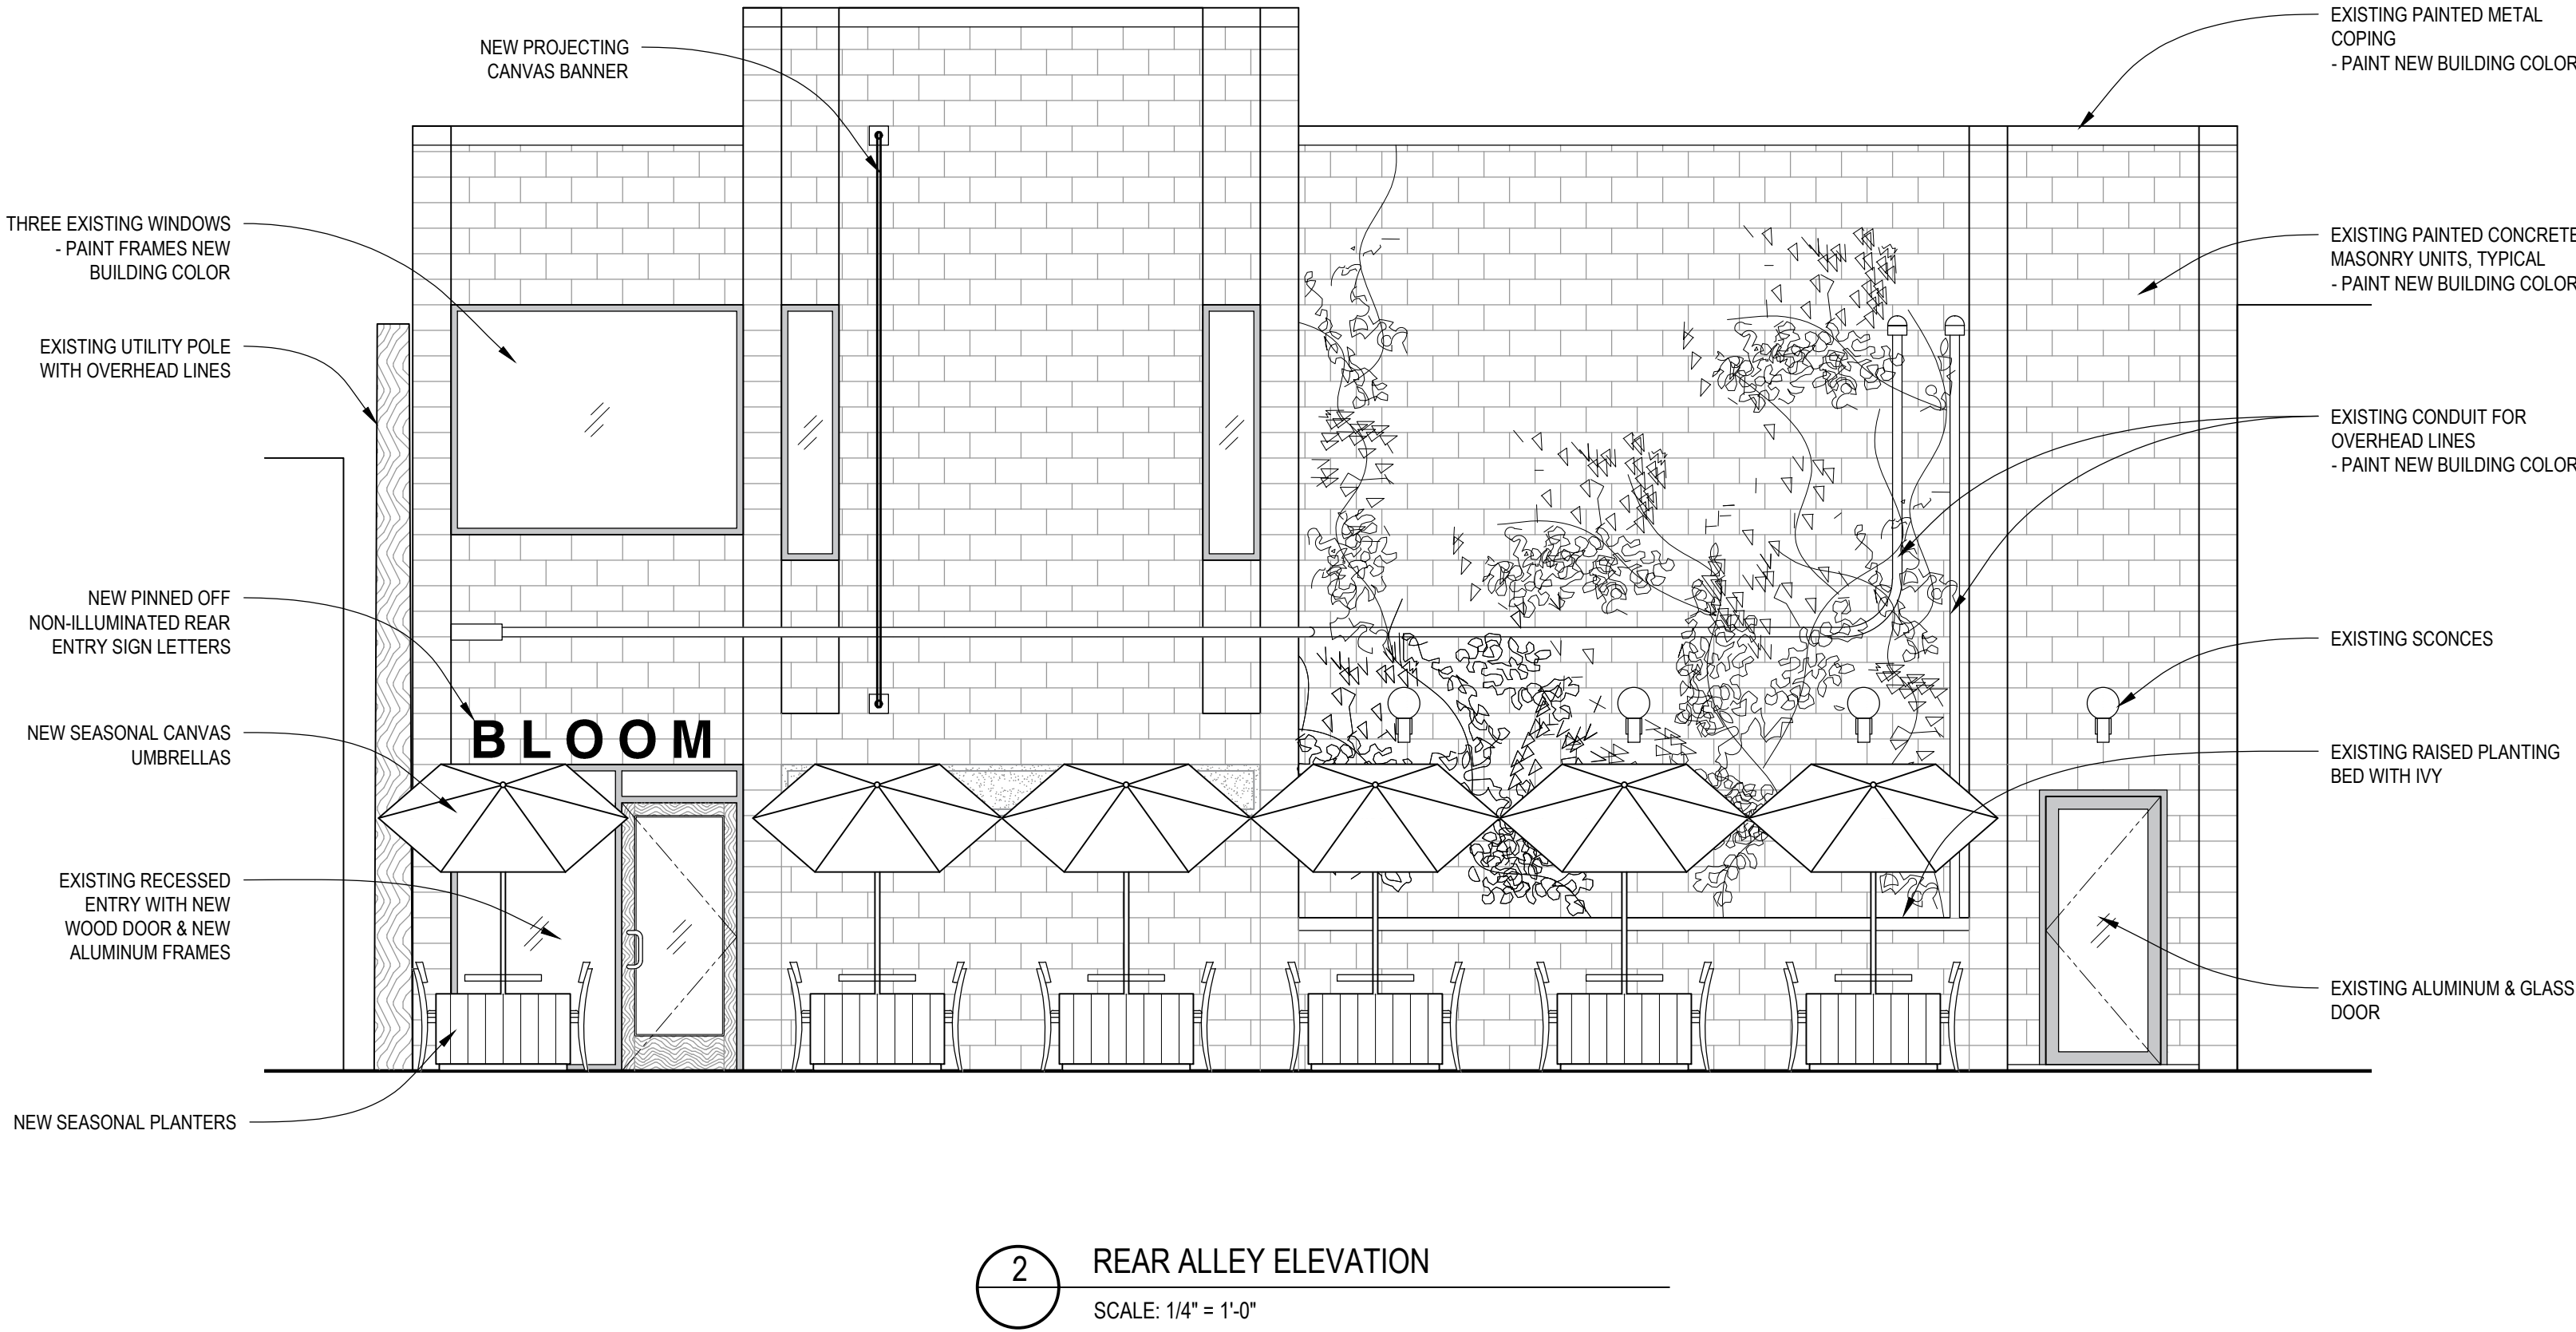 NEW PROJECTING
CANVAS BANNER
THREE EXISTING WINDOWS
- PAINT FRAMES NEW
BUILDING COLOR
EXISTING UTILITY POLE
WITH OVERHEAD LINES
NEW PINNED OFF
NON-ILLUMINATED REAR
ENTRY SIGN LETTERS
NEW SEASONAL CANVAS
UMBRELLAS
EXISTING RECESSED
ENTRY WITH NEW
WOOD DOOR & NEW
ALUMINUM FRAMES
NEW SEASONAL PLANTERS
BLOOM
EXISTING PAINTED METAL
COPING
- PAINT NEW BUILDING COLOR
EXISTING PAINTED CONCRETE
MASONRY UNITS, TYPICAL
- PAINT NEW BUILDING COLOR
EXISTING CONDUIT FOR
OVERHEAD LINES
- PAINT NEW BUILDING COLOR
EXISTING SCONCES
EXISTING RAISED PLANTING
BED WITH IVY
EXISTING ALUMINUM & GLASS
DOOR
2
REAR ALLEY ELEVATION
SCALE: 1/4" = 1'-0"